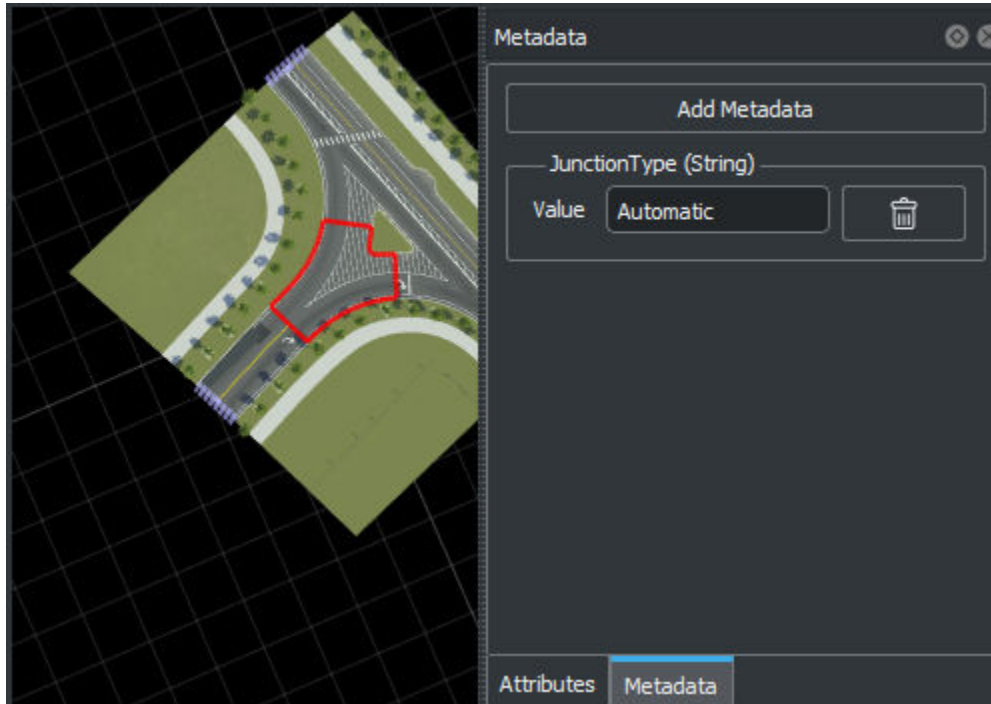 Metadata
Add Metadata
JunctionType (String)
Value Automatic
Attributes Metadata